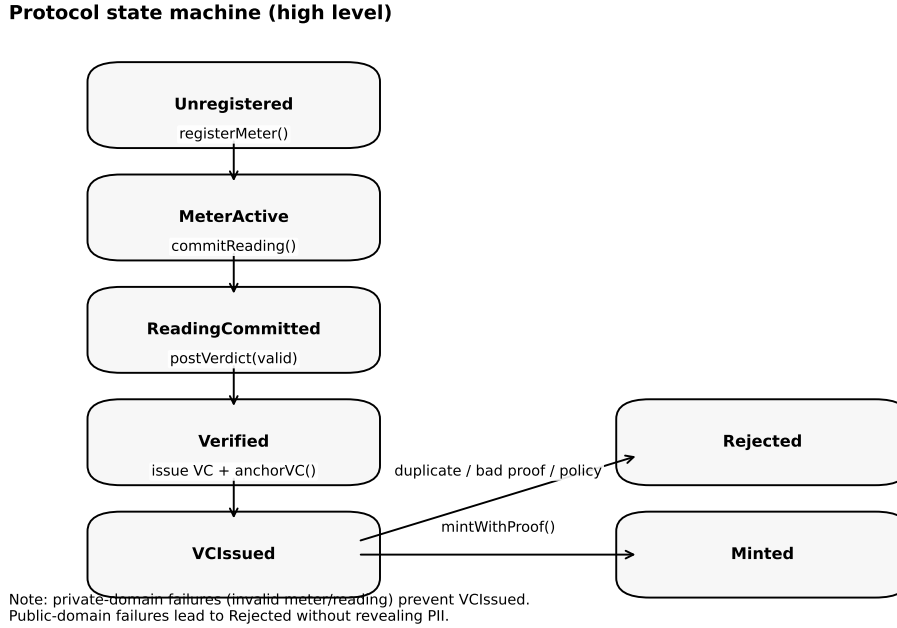 Protocol state machine (high level)
Unregistered
registerMeter()
MeterActive
commitReading()
ReadingCommitted
postVerdict(valid)
Verified
issue VC + anchorVC()
duplicate / bad proof / policy
Rejected
mintWithProof()
VCIssued
Minted
Note: private-domain failures (invalid meter/reading) prevent VCIssued.
Public-domain failures lead to Rejected without revealing PII.